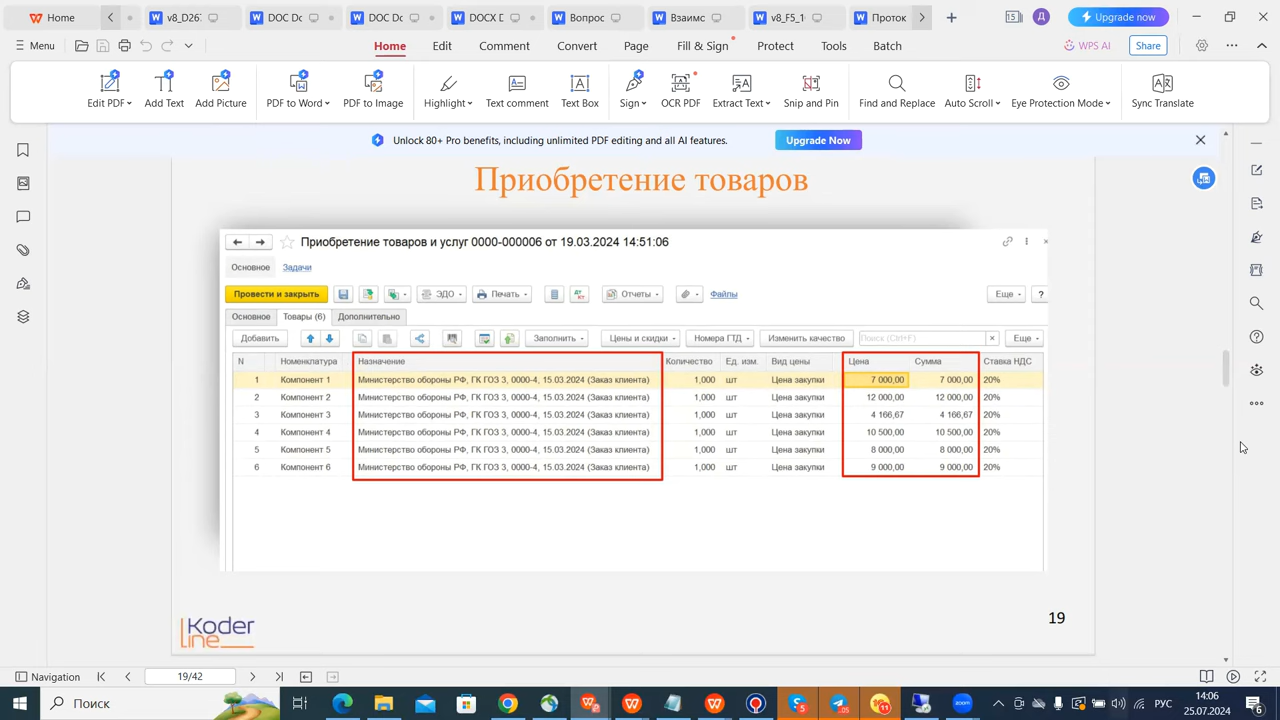 Home
v8_D26
DOC Do
DOC Do
DOCX D
Вопрос
Взаимс
v8_F5_1
Проток
Upgrade now
Menu
Home
Edit
Comment
Convert
Page
Fill & Sign
Protect
Tools
Batch
WPS AI
Share
Edit PDF
Add Text
Add Picture
PDF to Word
PDF to Image
Highlight
Text comment
Text Box
Sign
OCR PDF
Extract Text
Snip and Pin
Find and Replace
Auto Scroll
Eye Protection Mode
Sync Translate
Unlock 80+ Pro benefits, including unlimited PDF editing and all AI features.
Upgrade Now
Приобретение товаров
Приобретение товаров и услуг 0000-000006 от 19.03.2024 14:51:06
Основное Задачи
Провести и закрыть ЭДО Печать Отчеты Файлы Еще ?
Основное Товары (6) Дополнительно
Добавить Заполнить Цены и скидки Номера ГТД Изменить качество Поиск (Ctrl+F) Еще
N Номенклатура Назначение Количество Ед. изм. Вид цены Цена Сумма Ставка НДС
1 Компонент 1 Министерство обороны РФ, ГК ГОЗ 3, 0000-4, 15.03.2024 (Заказ клиента) 1,000 шт Цена закупки 7 000,00 7 000,00 20%
2 Компонент 2 Министерство обороны РФ, ГК ГОЗ 3, 0000-4, 15.03.2024 (Заказ клиента) 1,000 шт Цена закупки 12 000,00 12 000,00 20%
3 Компонент 3 Министерство обороны РФ, ГК ГОЗ 3, 0000-4, 15.03.2024 (Заказ клиента) 1,000 шт Цена закупки 4 166,67 4 166,67 20%
4 Компонент 4 Министерство обороны РФ, ГК ГОЗ 3, 0000-4, 15.03.2024 (Заказ клиента) 1,000 шт Цена закупки 10 500,00 10 500,00 20%
5 Компонент 5 Министерство обороны РФ, ГК ГОЗ 3, 0000-4, 15.03.2024 (Заказ клиента) 1,000 шт Цена закупки 8 000,00 8 000,00 20%
6 Компонент 6 Министерство обороны РФ, ГК ГОЗ 3, 0000-4, 15.03.2024 (Заказ клиента) 1,000 шт Цена закупки 9 000,00 9 000,00 20%
Koder
line
19
Navigation
19/42
Поиск
РУС
14:06
25.07.2024